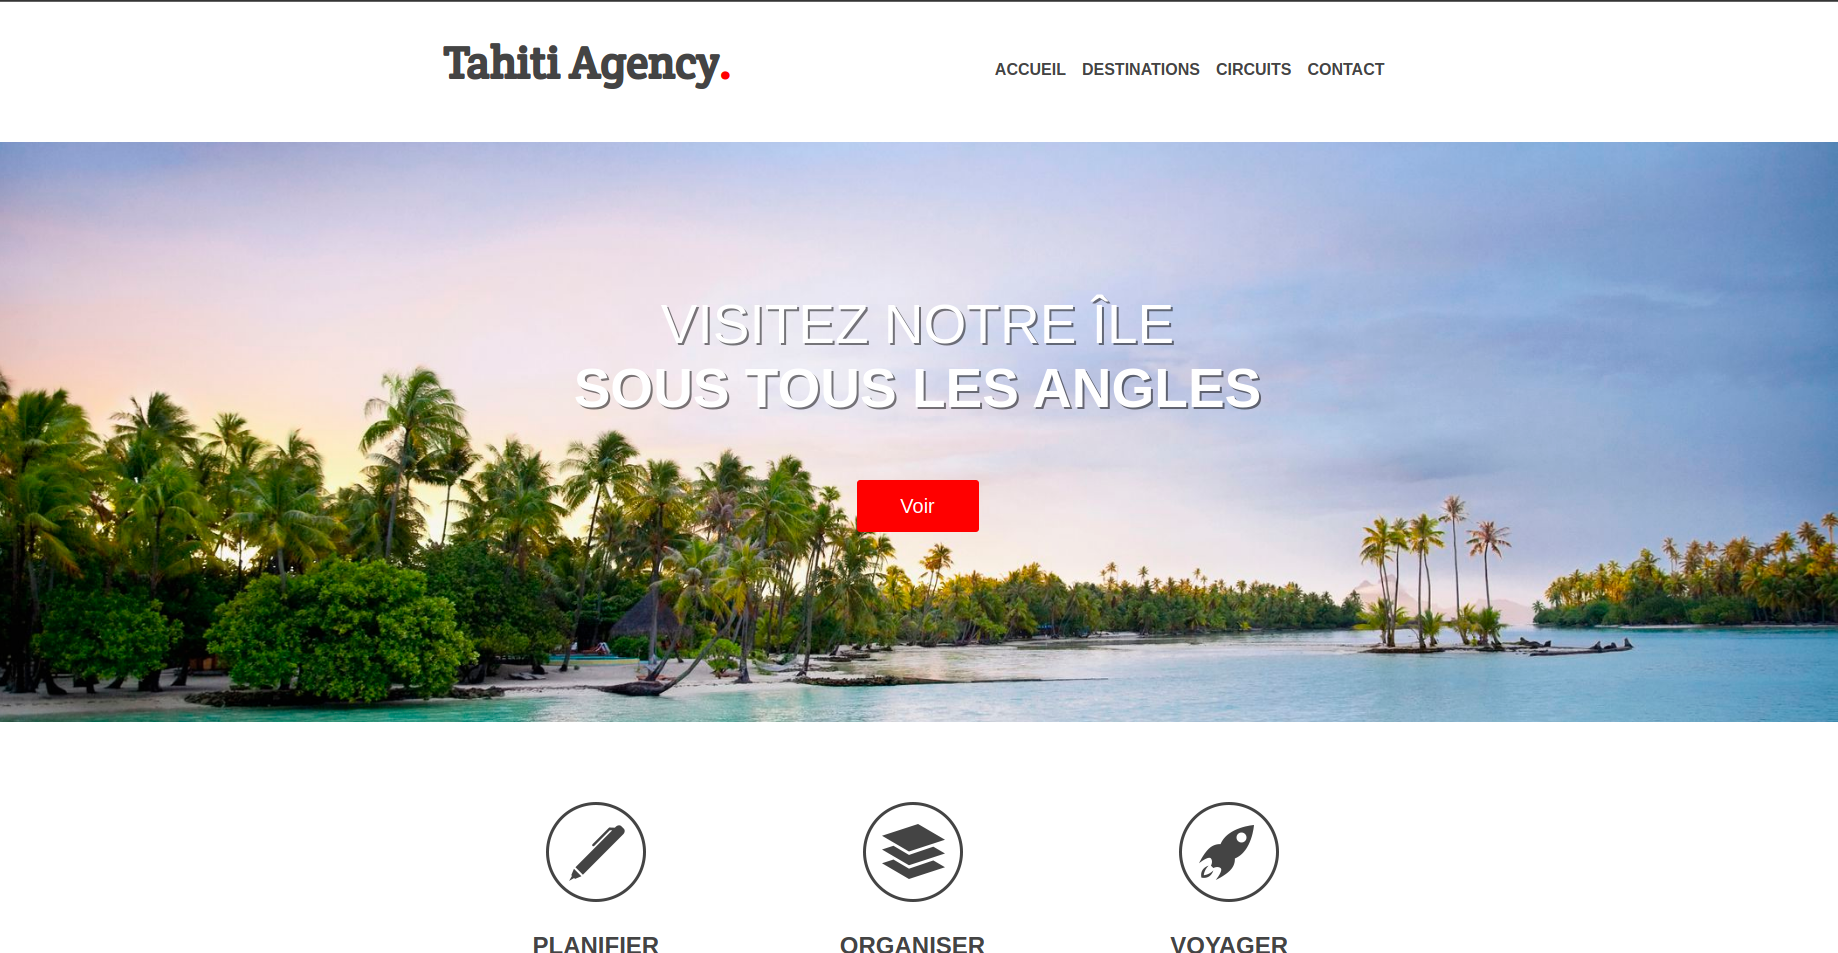 Tahiti Agency.
ACCUEIL DESTINATIONS CIRCUITS CONTACT
VISITEZ NOTRE ÎLE
SOUS TOUS LES ANGLES
Voir
PLANIFIER ORGANISER VOYAGER